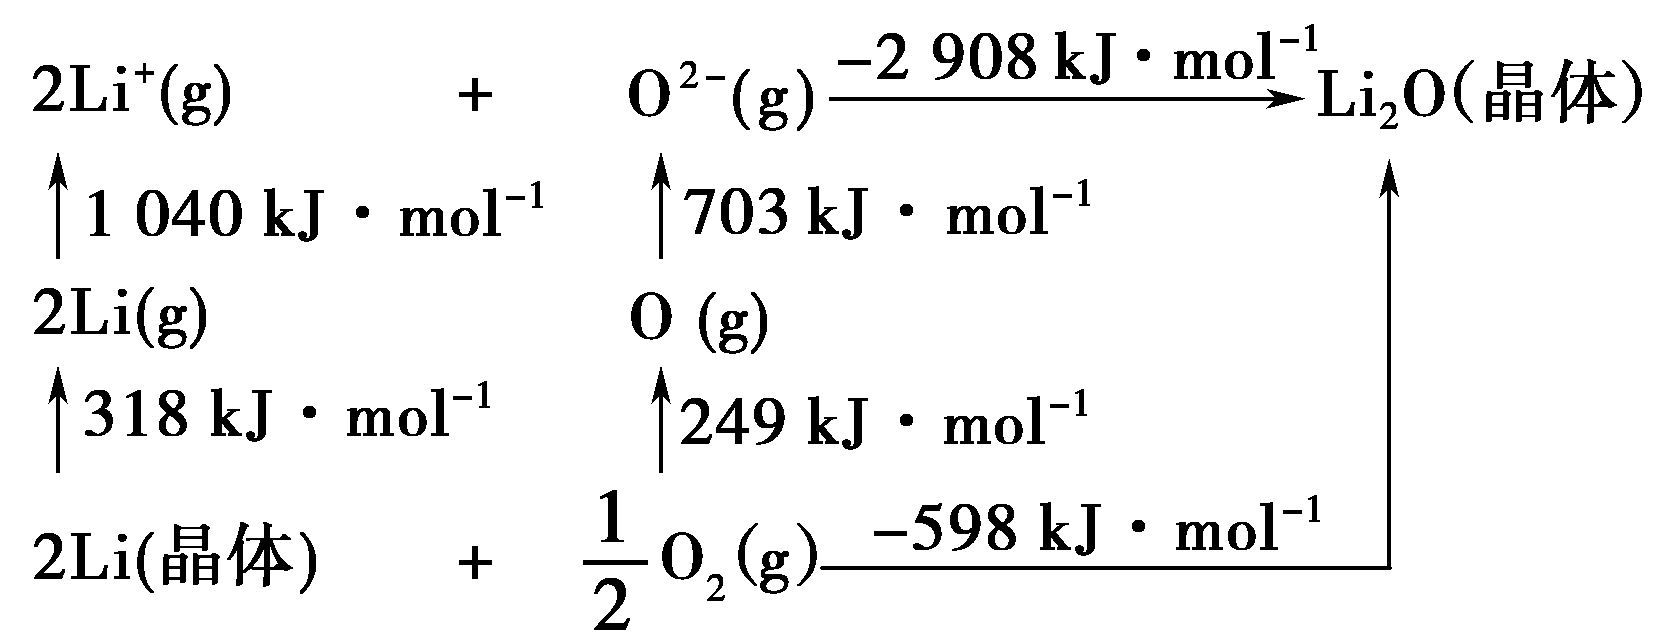 2Li⁺(g) + O²⁻(g) −2 908 kJ·mol⁻¹ Li₂O(晶体)
1 040 kJ·mol⁻¹ 703 kJ·mol⁻¹
2Li(g) O (g)
318 kJ·mol⁻¹ 249 kJ·mol⁻¹
2Li(晶体) + 1/2 O₂(g) −598 kJ·mol⁻¹